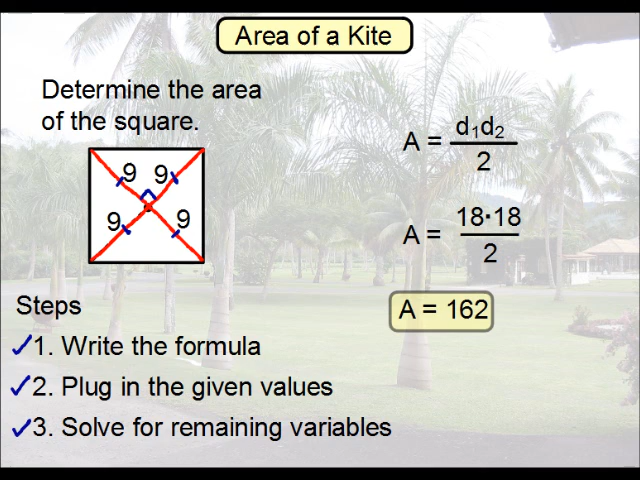 Area of a Kite
Determine the area
of the square.
9 9
9 9
A = d₁d₂
2
A = 18·18
2
A = 162
Steps
1. Write the formula
2. Plug in the given values
3. Solve for remaining variables